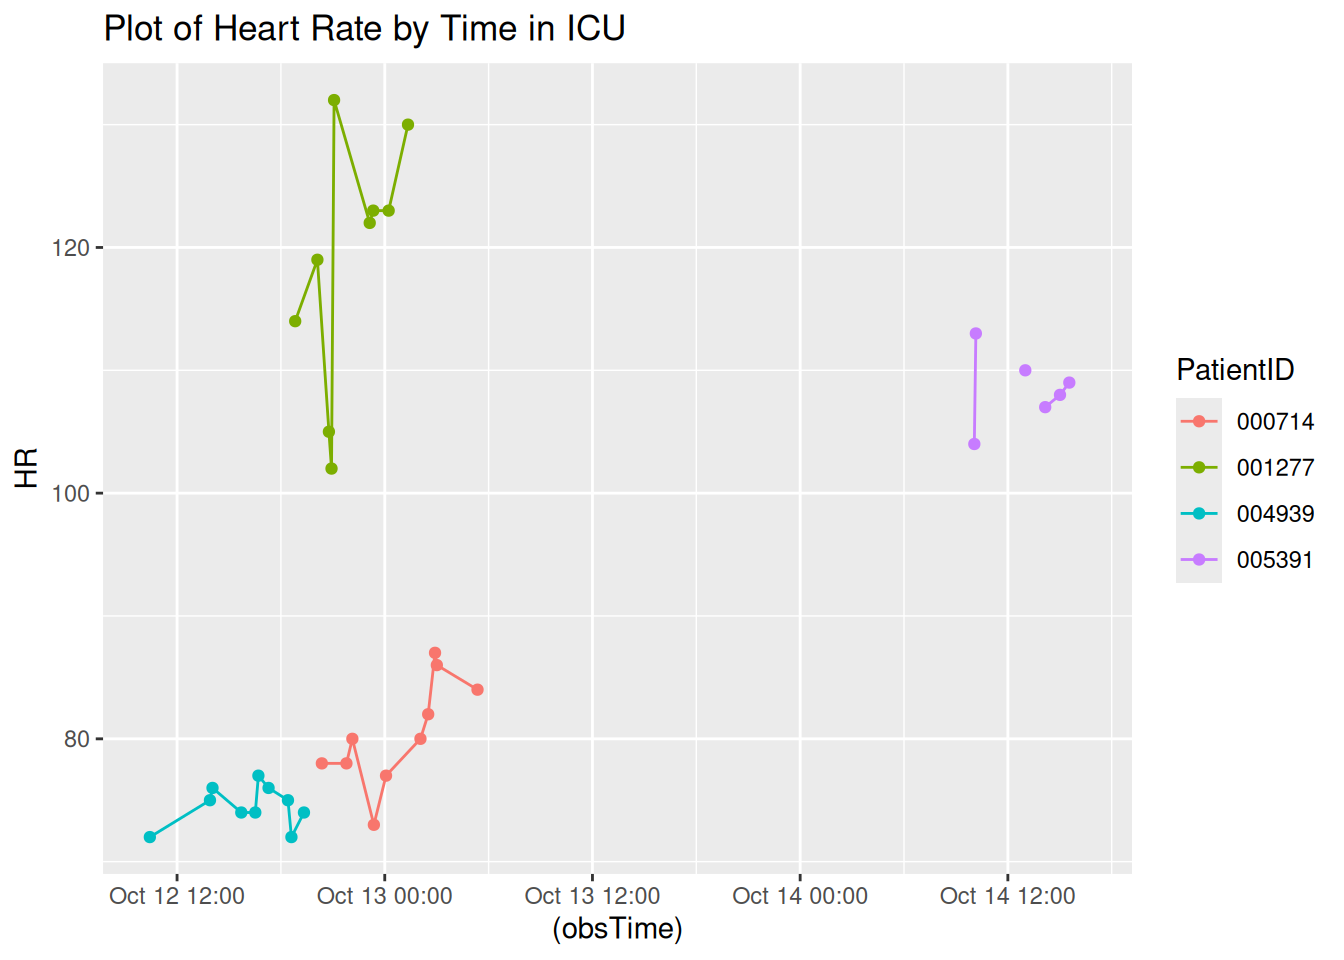 Plot of Heart Rate by Time in ICU
HR
120
100
80
Oct 12 12:00
Oct 13 00:00
Oct 13 12:00
Oct 14 00:00
Oct 14 12:00
(obsTime)
PatientID
000714
001277
004939
005391